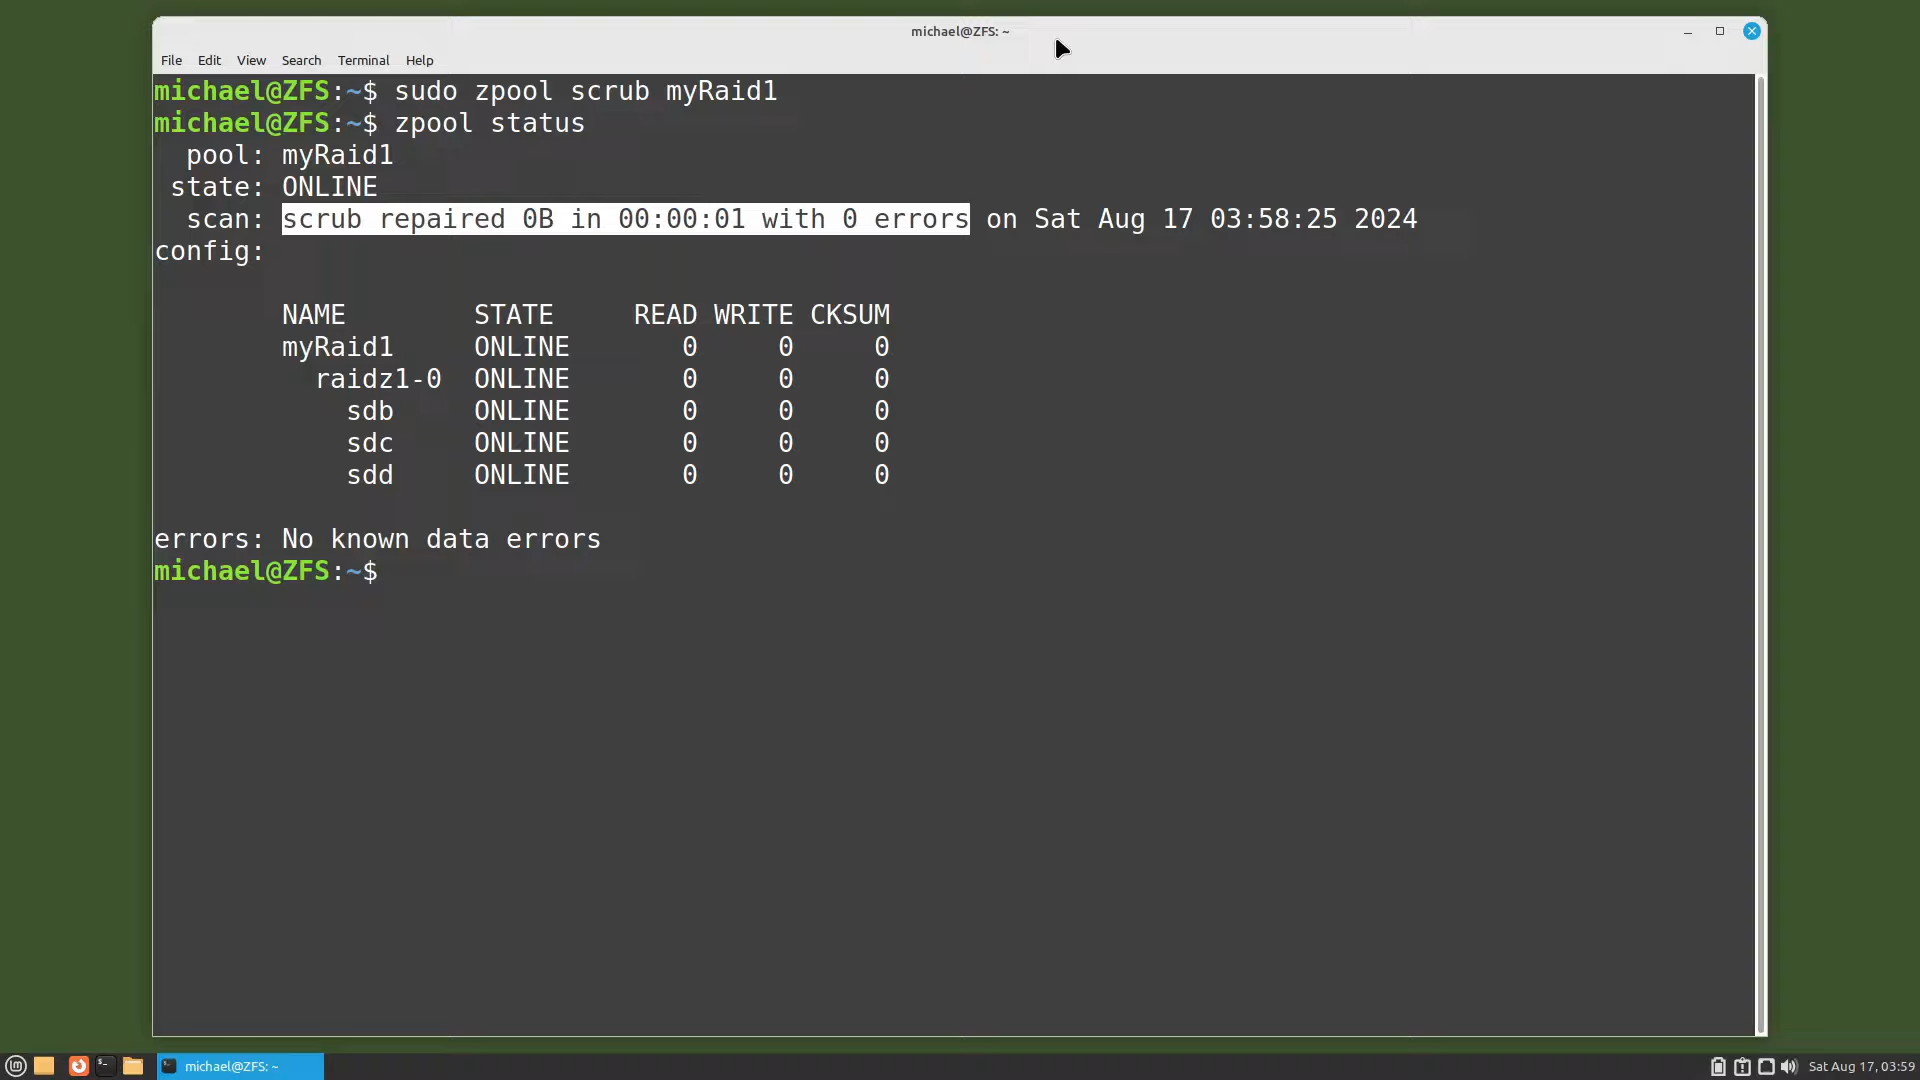 michael@ZFS: ~
File Edit View Search Terminal Help
michael@ZFS:~$ sudo zpool scrub myRaid1
michael@ZFS:~$ zpool status
  pool: myRaid1
 state: ONLINE
  scan: scrub repaired 0B in 00:00:01 with 0 errors on Sat Aug 17 03:58:25 2024
config:
        NAME        STATE     READ WRITE CKSUM
        myRaid1     ONLINE       0     0     0
          raidz1-0  ONLINE       0     0     0
            sdb     ONLINE       0     0     0
            sdc     ONLINE       0     0     0
            sdd     ONLINE       0     0     0
errors: No known data errors
michael@ZFS:~$
michael@ZFS: ~ Sat Aug 17, 03:59